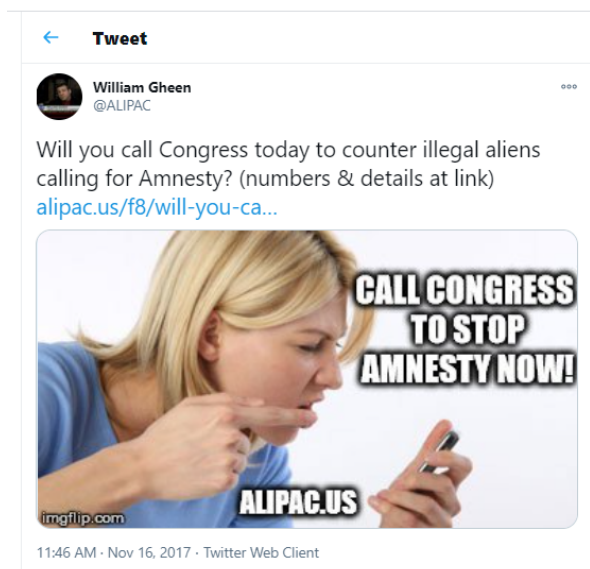 Tweet
William Gheen
@ALIPAC
Will you call Congress today to counter illegal aliens
calling for Amnesty? (numbers & details at link)
alipac.us/f8/will-you-ca...
CALL CONGRESS
TO STOP
AMNESTY NOW!
ALIPAC.US
imgflip.com
11:46 AM · Nov 16, 2017 · Twitter Web Client